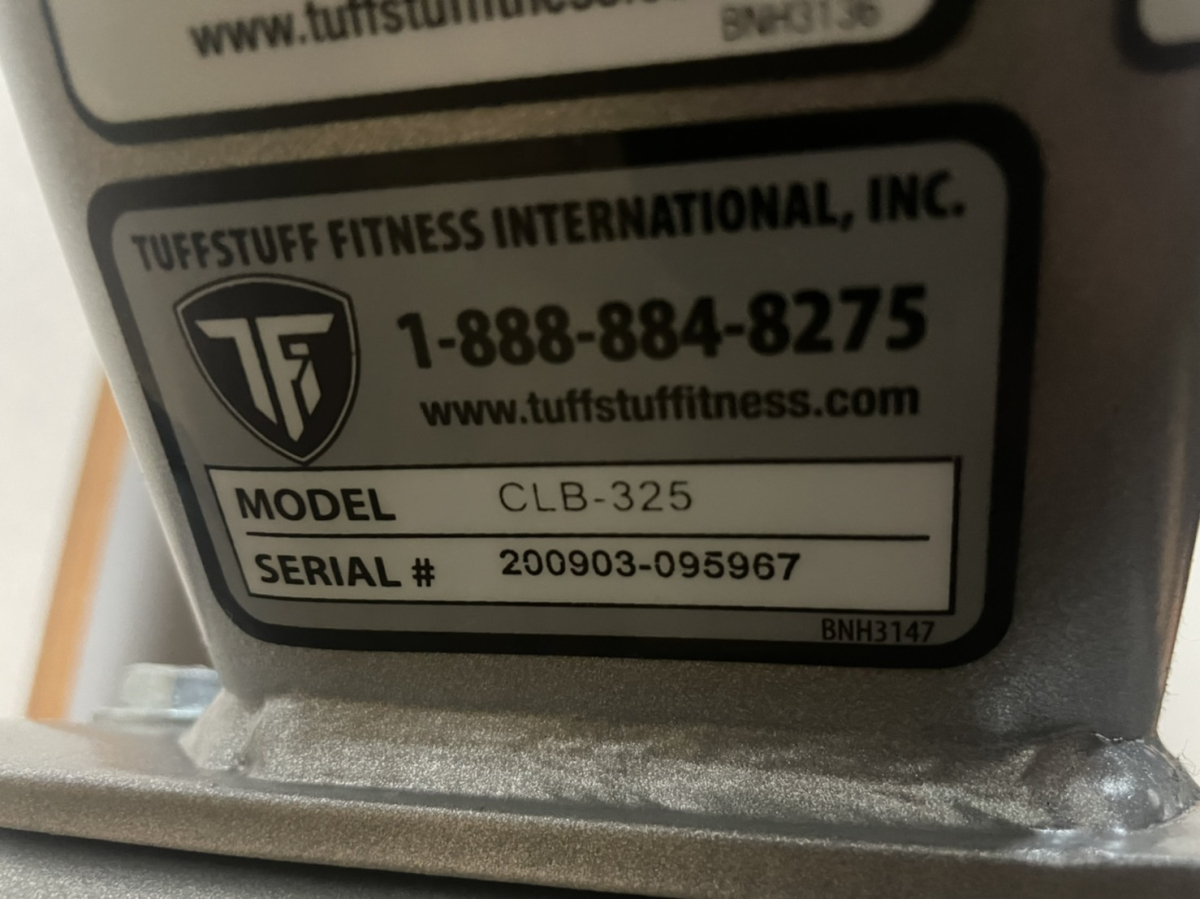 BNH3136
TUFFSTUFF FITNESS INTERNATIONAL, INC.
TFi
1-888-884-8275
www.tuffstuffitness.com
MODEL CLB-325
SERIAL # 200903-095967
BNH3147